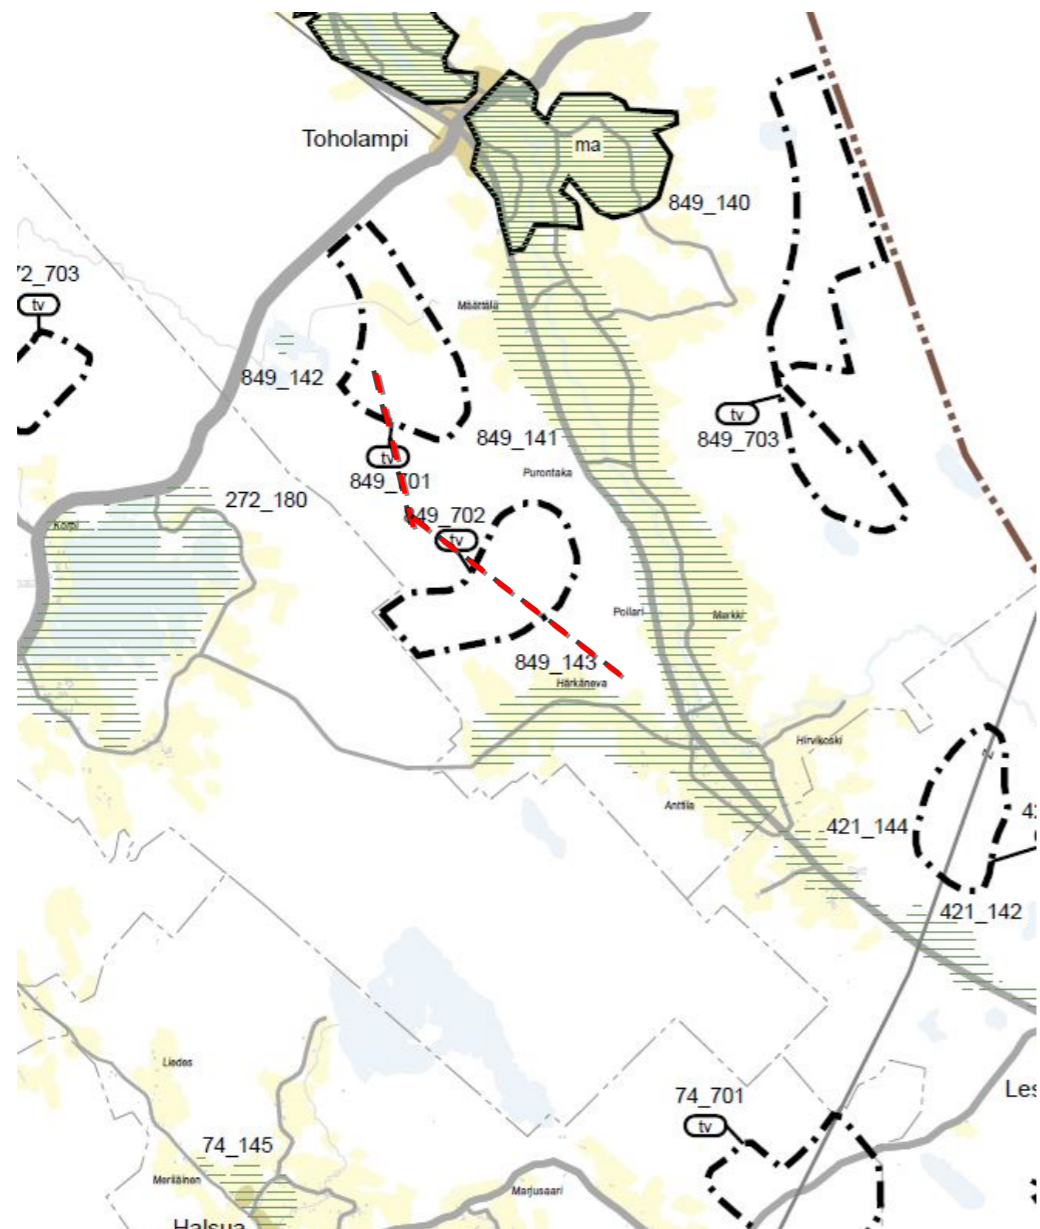 Toholampi
ma
849_140
72_703
tv
Määttälä
849_142
tv
849_703
849_141
Purontaka
tv
849_701
272_180
849_702
tv
Pollari
Markki
849_143
Härkäneva
Hirvikoski
Anttila
421_144
421_142
Liedes
74_701
tv
Les
74_145
Meriläinen
Marjusaari
Halsua